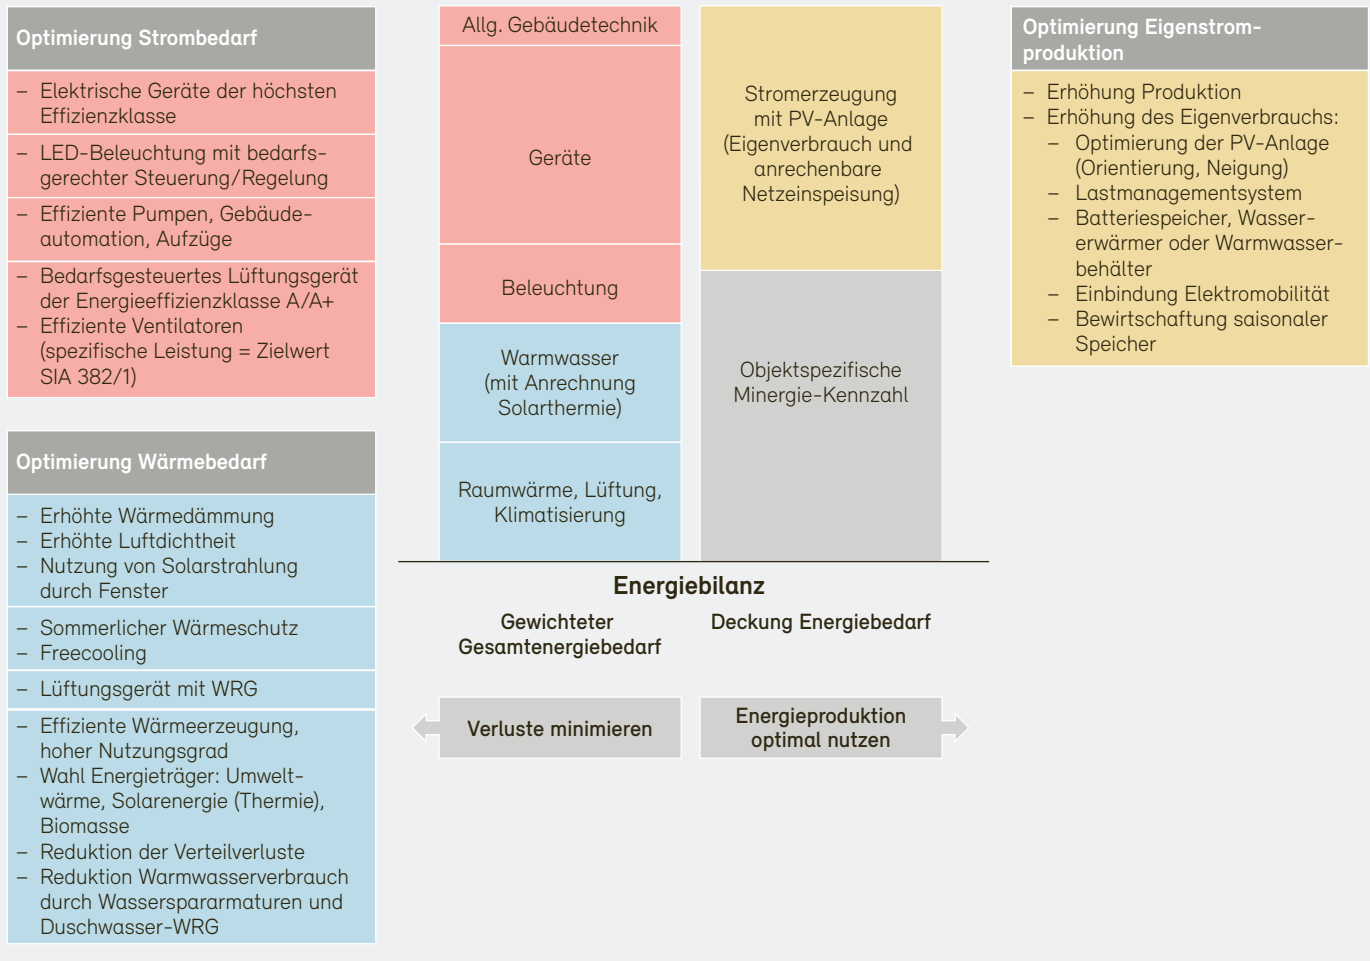 Optimierung Strombedarf
– Elektrische Geräte der höchsten
Effizienzklasse
– LED-Beleuchtung mit bedarfs-
gerechter Steuerung/Regelung
– Effiziente Pumpen, Gebäude-
automation, Aufzüge
– Bedarfsgesteuertes Lüftungsgerät
der Energieeffizienzklasse A/A+
– Effiziente Ventilatoren
(spezifische Leistung = Zielwert
SIA 382/1)
Optimierung Wärmebedarf
– Erhöhte Wärmedämmung
– Erhöhte Luftdichtheit
– Nutzung von Solarstrahlung
durch Fenster
– Sommerlicher Wärmeschutz
– Freecooling
– Lüftungsgerät mit WRG
– Effiziente Wärmeerzeugung,
hoher Nutzungsgrad
– Wahl Energieträger: Umwelt-
wärme, Solarenergie (Thermie),
Biomasse
– Reduktion der Verteilverluste
– Reduktion Warmwasserverbrauch
durch Wassersparmaturen und
Duschwasser-WRG
Allg. Gebäudetechnik
Geräte
Beleuchtung
Warmwasser
(mit Anrechnung
Solarthermie)
Raumwärme, Lüftung,
Klimatisierung
Stromerzeugung
mit PV-Anlage
(Eigenverbrauch und
anrechenbare
Netzeinspeisung)
Objektspezifische
Minergie-Kennzahl
Energiebilanz
Gewichteter
Gesamtenergiebedarf
Deckung Energiebedarf
Verluste minimieren
Energieproduktion
optimal nutzen
Optimierung Eigenstrom-
produktion
– Erhöhung Produktion
– Erhöhung des Eigenverbrauchs:
– Optimierung der PV-Anlage
(Orientierung, Neigung)
– Lastmanagementsystem
– Batteriespeicher, Wasser-
erwärmer oder Warmwasser-
behälter
– Einbindung Elektromobilität
– Bewirtschaftung saisonaler
Speicher